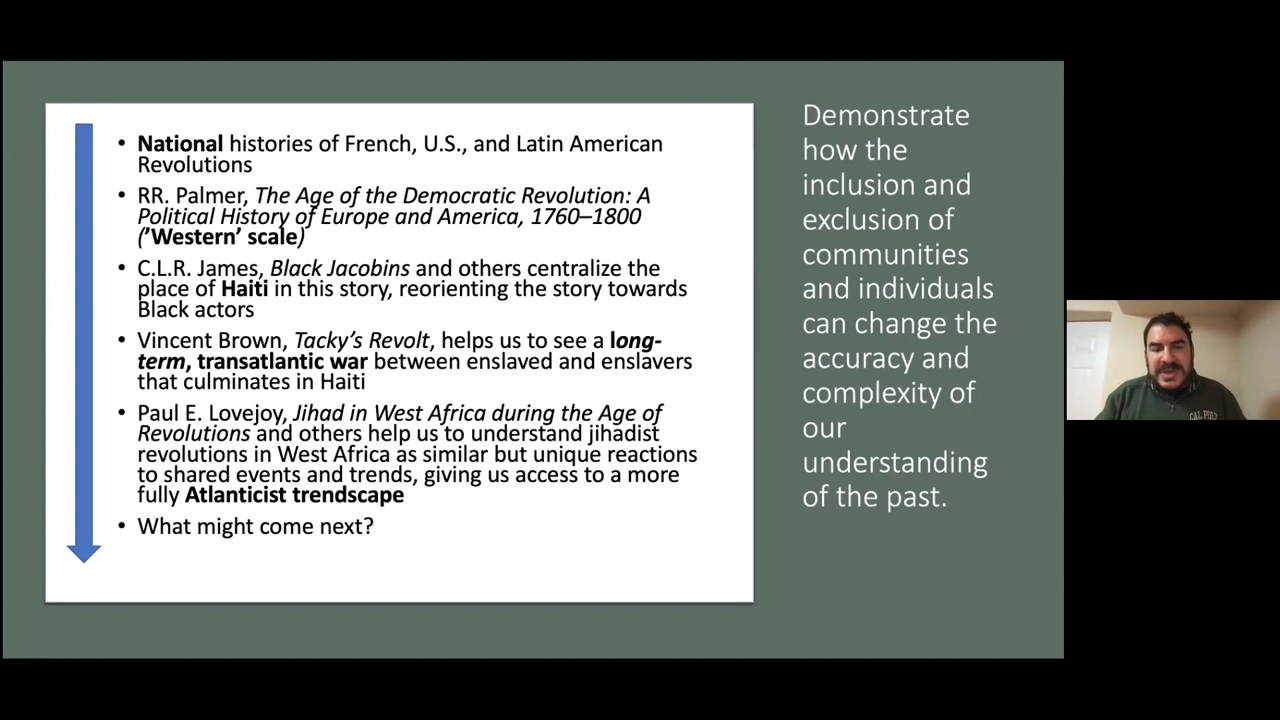 • National histories of French, U.S., and Latin American
Revolutions
• RR. Palmer, The Age of the Democratic Revolution: A
Political History of Europe and America, 1760–1800
(’Western’ scale)
• C.L.R. James, Black Jacobins and others centralize the
place of Haiti in this story, reorienting the story towards
Black actors
• Vincent Brown, Tacky’s Revolt, helps us to see a long-
term, transatlantic war between enslaved and enslavers
that culminates in Haiti
• Paul E. Lovejoy, Jihad in West Africa during the Age of
Revolutions and others help us to understand jihadist
revolutions in West Africa as similar but unique reactions
to shared events and trends, giving us access to a more
fully Atlanticist trendscape
• What might come next?
Demonstrate
how the
inclusion and
exclusion of
communities
and individuals
can change the
accuracy and
complexity of
our
understanding
of the past.
CAL POLY